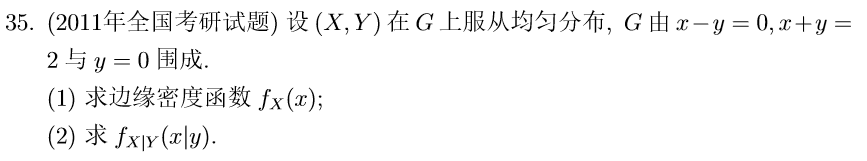 35. (2011年全国考研试题) 设 (X, Y) 在 G 上服从均匀分布, G 由 x−y = 0, x+y =
2 与 y = 0 围成.
(1) 求边缘密度函数 f_X(x);
(2) 求 f_{X|Y}(x|y).